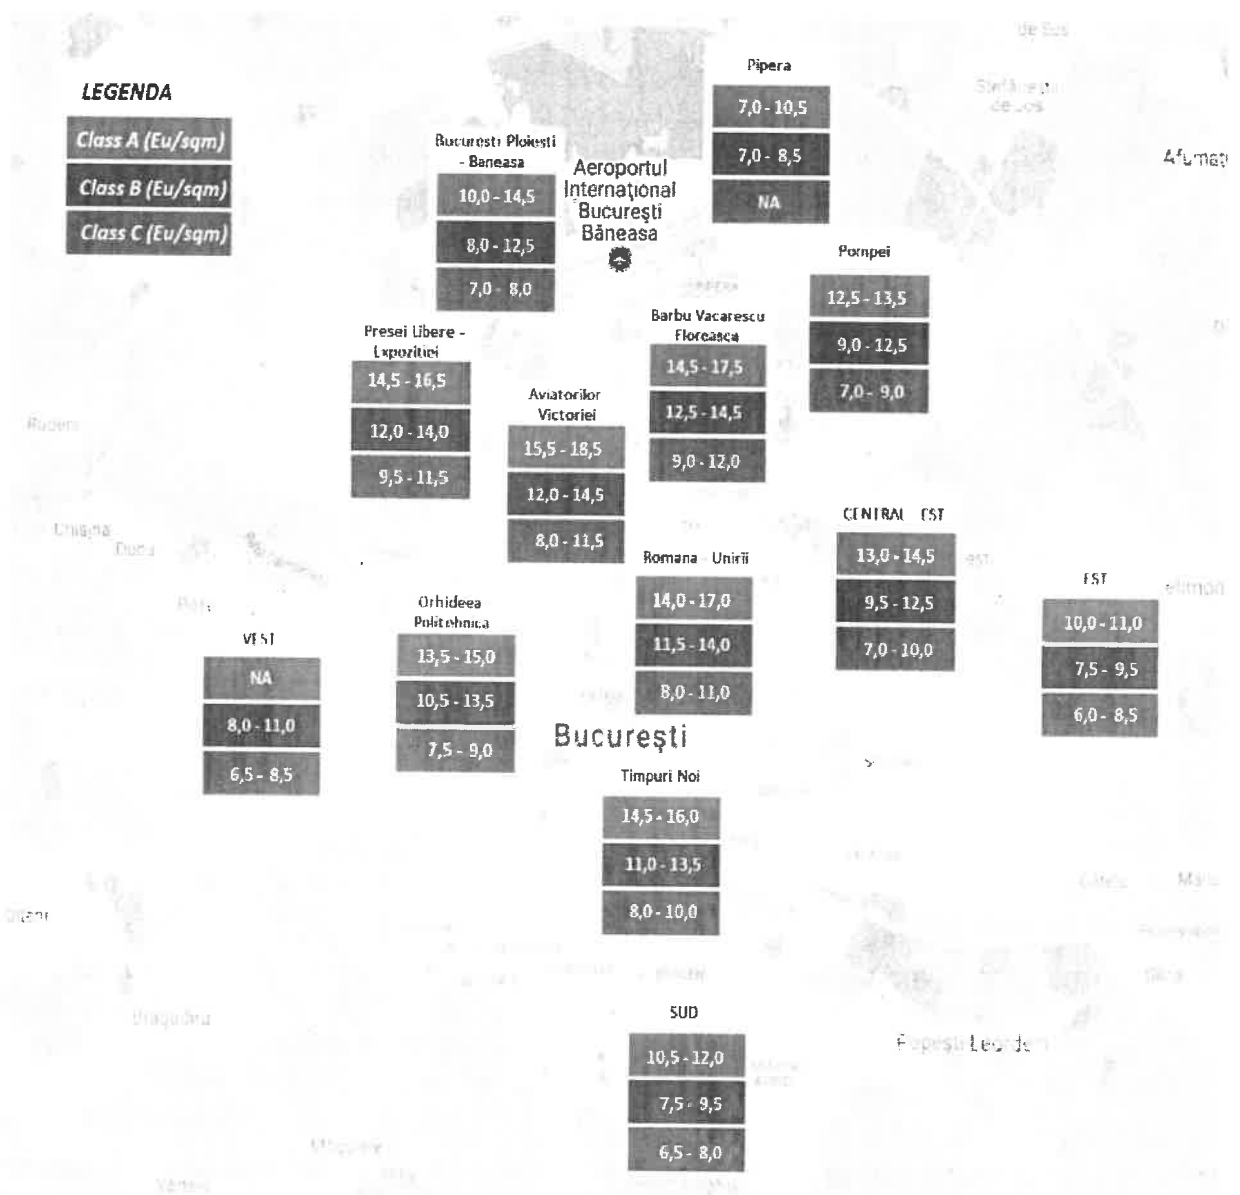 LEGENDA
Class A (Eu/sqm)
Class B (Eu/sqm)
Class C (Eu/sqm)
Pipera
7,0 - 10,5
7,0 - 8,5
NA
Bucuresti Ploiesti
- Baneasa
10,0 - 14,5
8,0 - 12,5
7,0 - 8,0
Aeroportul
Internaţional
Bucureşti
Băneasa
Afumaţi
Pompei
12,5 - 13,5
9,0 - 12,5
7,0 - 9,0
Barbu Vacarescu
Floreasca
14,5 - 17,5
12,5 - 14,5
9,0 - 12,0
Presei Libere -
Expozitiei
14,5 - 16,5
12,0 - 14,0
9,5 - 11,5
Aviatorilor
Victoriei
15,5 - 18,5
12,0 - 14,5
8,0 - 11,5
CENTRAL EST
13,0 - 14,5
9,5 - 12,5
7,0 - 10,0
Romana Unirii
14,0 - 17,0
11,5 - 14,0
8,0 - 11,0
EST
10,0 - 11,0
7,5 - 9,5
6,0 - 8,5
Orhideea
Politehnica
13,5 - 15,0
10,5 - 13,5
7,5 - 9,0
VEST
NA
8,0 - 11,0
6,5 - 8,5
Bucureşti
Timpuri Noi
14,5 - 16,0
11,0 - 13,5
8,0 - 10,0
SUD
10,5 - 12,0
7,5 - 9,5
6,5 - 8,0